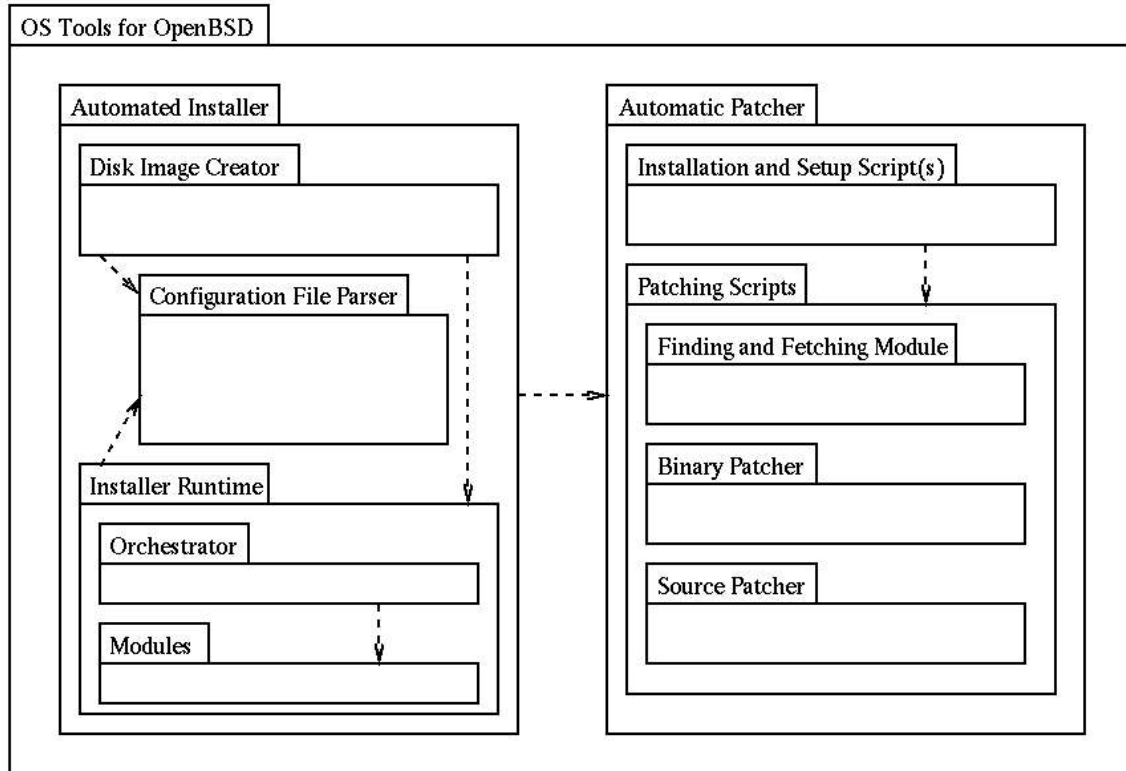 OS Tools for OpenBSD
Automated Installer
Disk Image Creator
Configuration File Parser
Installer Runtime
Orchestrator
Modules
Automatic Patcher
Installation and Setup Script(s)
Patching Scripts
Finding and Fetching Module
Binary Patcher
Source Patcher